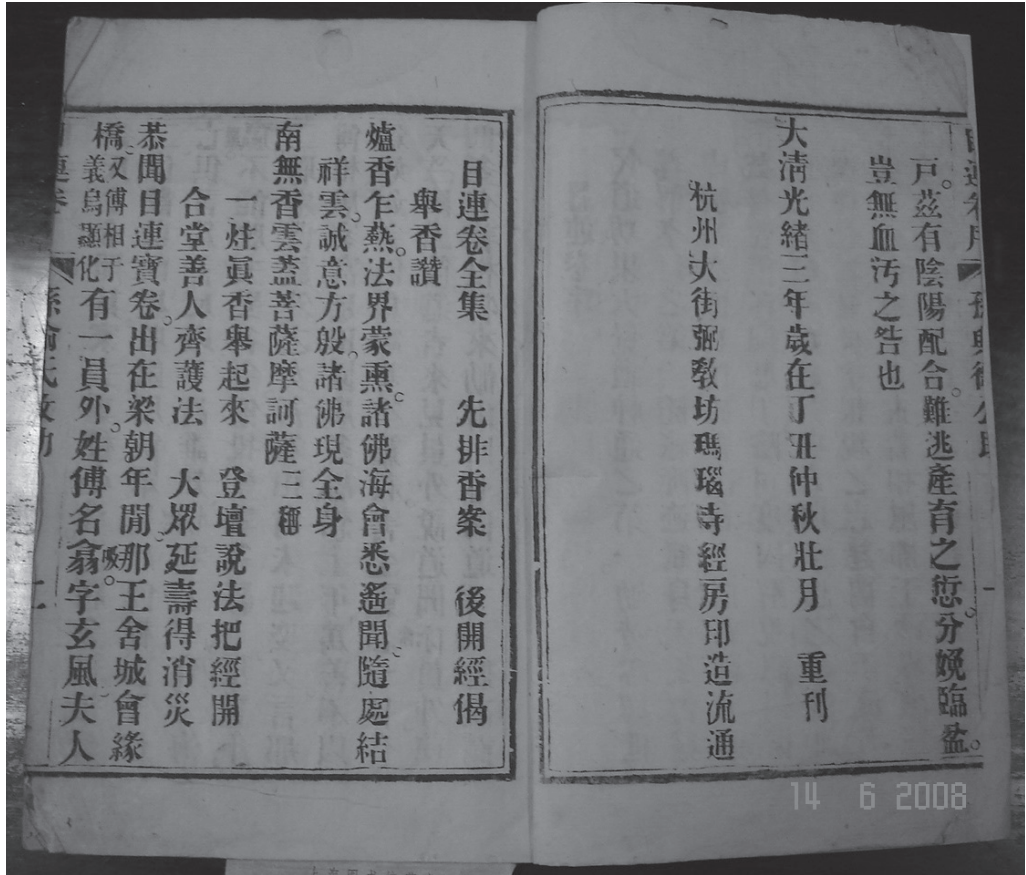 戸。茲有陰陽配合。難逃產育之愆。分娩臨盆。
豈無血汚之咎也
大淸光緒三年歲在丁丑仲秋壯月 重刊
杭州大街弼敎坊瑪瑙寺經房印造流通
目連卷全集 先排香案 後開經偈
舉香讚
爐香乍爇。法界蒙熏。諸佛海會悉遙聞。隨處結
祥雲。誠意方殷。諸佛現全身
南無香雲蓋菩薩摩訶薩三稱
一炷眞香舉起來 登壇說法把經開
合堂善人齊護法 大眾延壽得消災
恭聞目連寶卷。出在梁朝年間。那王舍城會緣
橋。又傅相于義烏顯化有一員外。姓傅名翕。字玄風夫人
14 6 2008